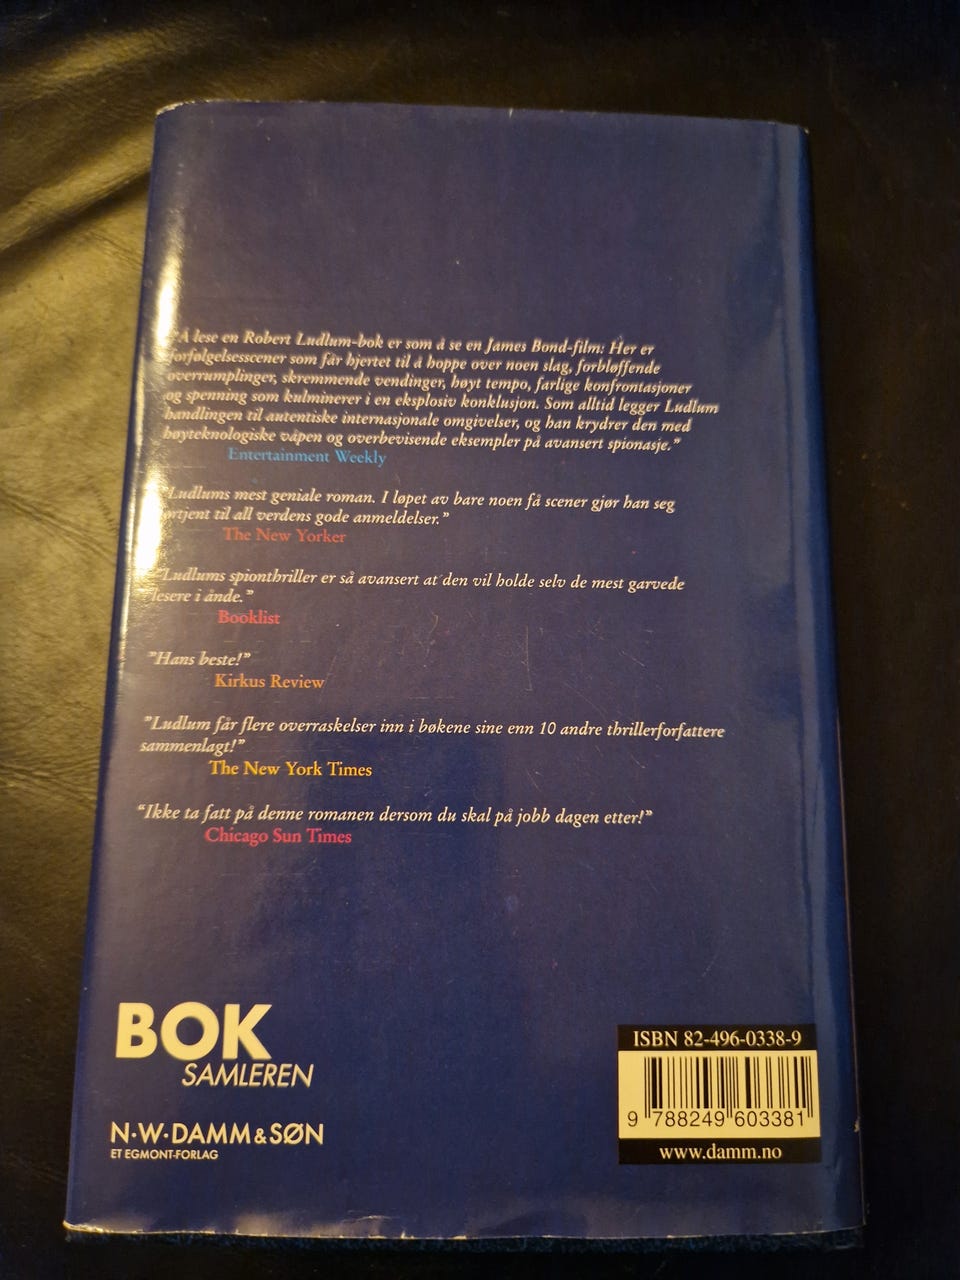 "Å lese en Robert Ludlum-bok er som å se en James Bond-film: Her er
forfølgelsesscener som får hjertet til å hoppe over noen slag, forbløffende
overrumplinger, skremmende vendinger, høyt tempo, farlige konfrontasjoner
og spenning som kulminerer i en eksplosiv konklusjon. Som alltid legger Ludlum
handlingen til autentiske internasjonale omgivelser, og han krydrer den med
høyteknologiske våpen og overbevisende eksempler på avansert spionasje."
Entertainment Weekly
"Ludlums mest geniale roman. I løpet av bare noen få scener gjør han seg
fortjent til all verdens gode anmeldelser."
The New Yorker
"Ludlums spionthriller er så avansert at den vil holde selv de mest garvede
lesere i ånde."
Booklist
"Hans beste!"
Kirkus Review
"Ludlum får flere overraskelser inn i bøkene sine enn 10 andre thrillerforfattere
sammenlagt!"
The New York Times
"Ikke ta fatt på denne romanen dersom du skal på jobb dagen etter!"
Chicago Sun Times
BOK
SAMLEREN
N·W·DAMM & SØN
ET EGMONT-FORLAG
ISBN 82-496-0338-9
9 788249 603381
www.damm.no